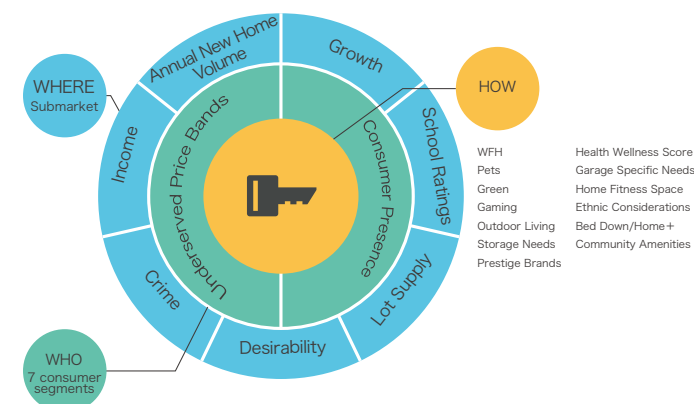 Annual New Home
Volume
Growth
WHERE
Submarket
HOW
Income
Underserved Price Bands
Consumer Presence
School Ratings
WFH
Pets
Green
Gaming
Outdoor Living
Storage Needs
Prestige Brands
Health Wellness Score
Garage Specific Needs
Home Fitness Space
Ethnic Considerations
Bed Down/Home+
Community Amenities
Crime
Desirability
Lot Supply
WHO
7 consumer
segments